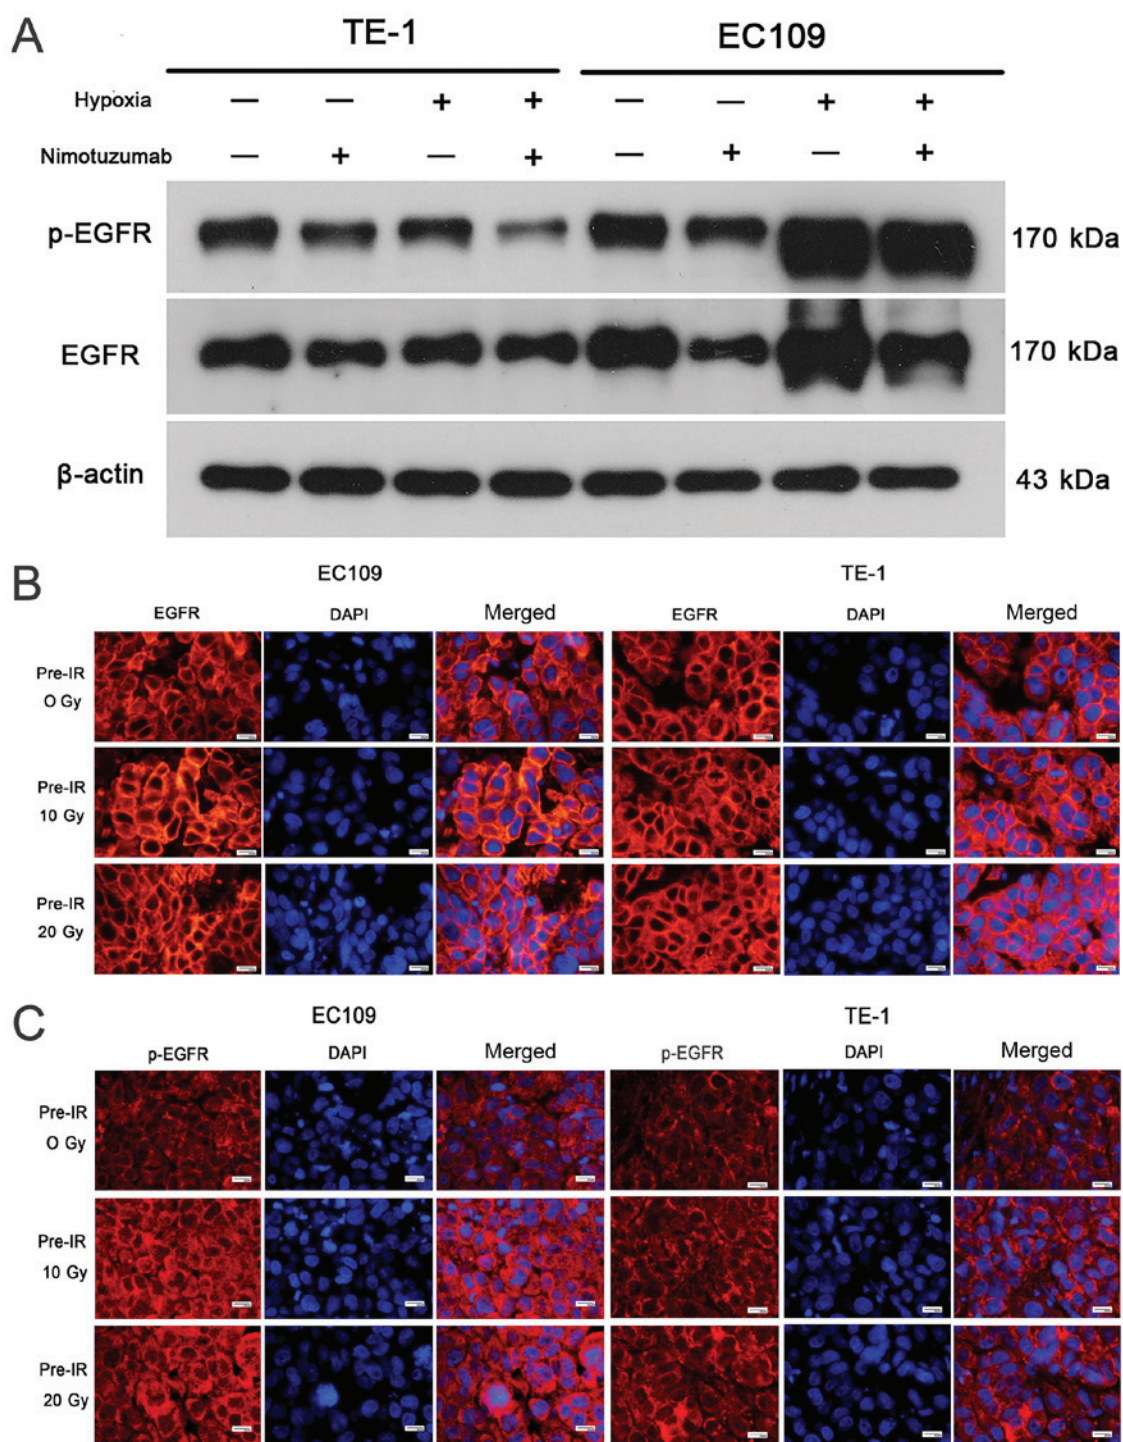 A
TE-1 EC109
Hypoxia — — + + — — + +
Nimotuzumab — + — + — + — +
p-EGFR 170 kDa
EGFR 170 kDa
β-actin 43 kDa
B
EC109 TE-1
EGFR DAPI Merged EGFR DAPI Merged
Pre-IR
O Gy
Pre-IR
10 Gy
Pre-IR
20 Gy
C
EC109 TE-1
p-EGFR DAPI Merged p-EGFR DAPI Merged
Pre-IR
O Gy
Pre-IR
10 Gy
Pre-IR
20 Gy